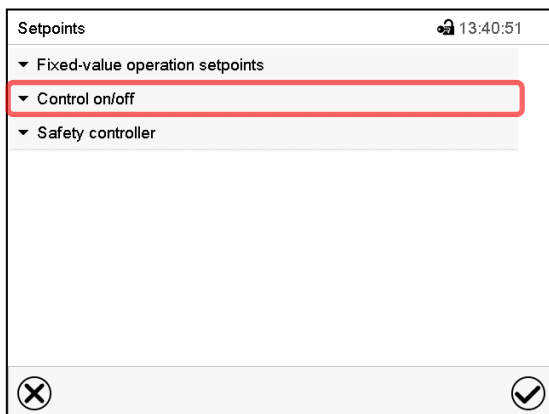 Setpoints 13:40:51
Fixed-value operation setpoints
Control on/off
Safety controller